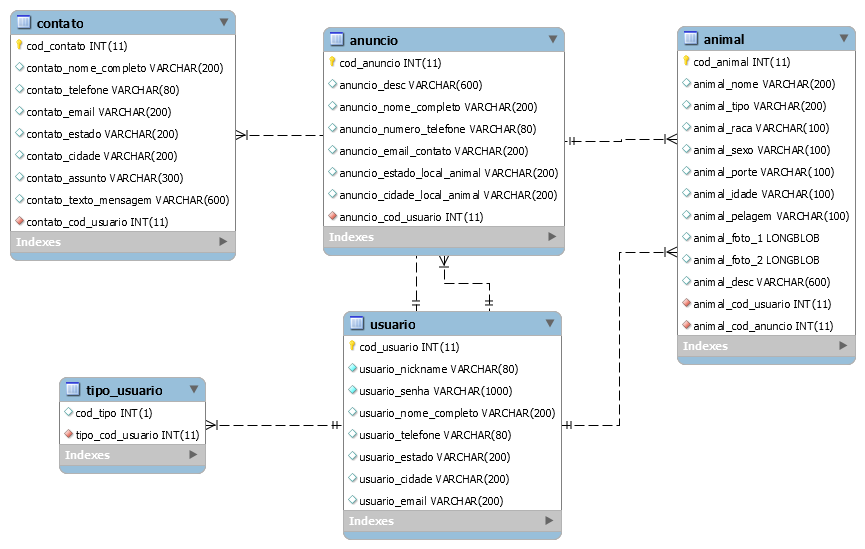 contato
cod_contato INT(11)
contato_nome_completo VARCHAR(200)
contato_telefone VARCHAR(80)
contato_email VARCHAR(200)
contato_estado VARCHAR(200)
contato_cidade VARCHAR(200)
contato_assunto VARCHAR(300)
contato_texto_mensagem VARCHAR(600)
contato_cod_usuario INT(11)
Indexes
anuncio
cod_anuncio INT(11)
anuncio_desc VARCHAR(600)
anuncio_nome_completo VARCHAR(200)
anuncio_numero_telefone VARCHAR(80)
anuncio_email_contato VARCHAR(200)
anuncio_estado_local_animal VARCHAR(200)
anuncio_cidade_local_animal VARCHAR(200)
anuncio_cod_usuario INT(11)
Indexes
animal
cod_animal INT(11)
animal_nome VARCHAR(200)
animal_tipo VARCHAR(200)
animal_raca VARCHAR(100)
animal_sexo VARCHAR(100)
animal_porte VARCHAR(100)
animal_idade VARCHAR(100)
animal_pelagem VARCHAR(100)
animal_foto_1 LONGBLOB
animal_foto_2 LONGBLOB
animal_desc VARCHAR(600)
animal_cod_usuario INT(11)
animal_cod_anuncio INT(11)
Indexes
tipo_usuario
cod_tipo INT(1)
tipo_cod_usuario INT(11)
Indexes
usuario
cod_usuario INT(11)
usuario_nickname VARCHAR(80)
usuario_senha VARCHAR(1000)
usuario_nome_completo VARCHAR(200)
usuario_telefone VARCHAR(80)
usuario_estado VARCHAR(200)
usuario_cidade VARCHAR(200)
usuario_email VARCHAR(200)
Indexes